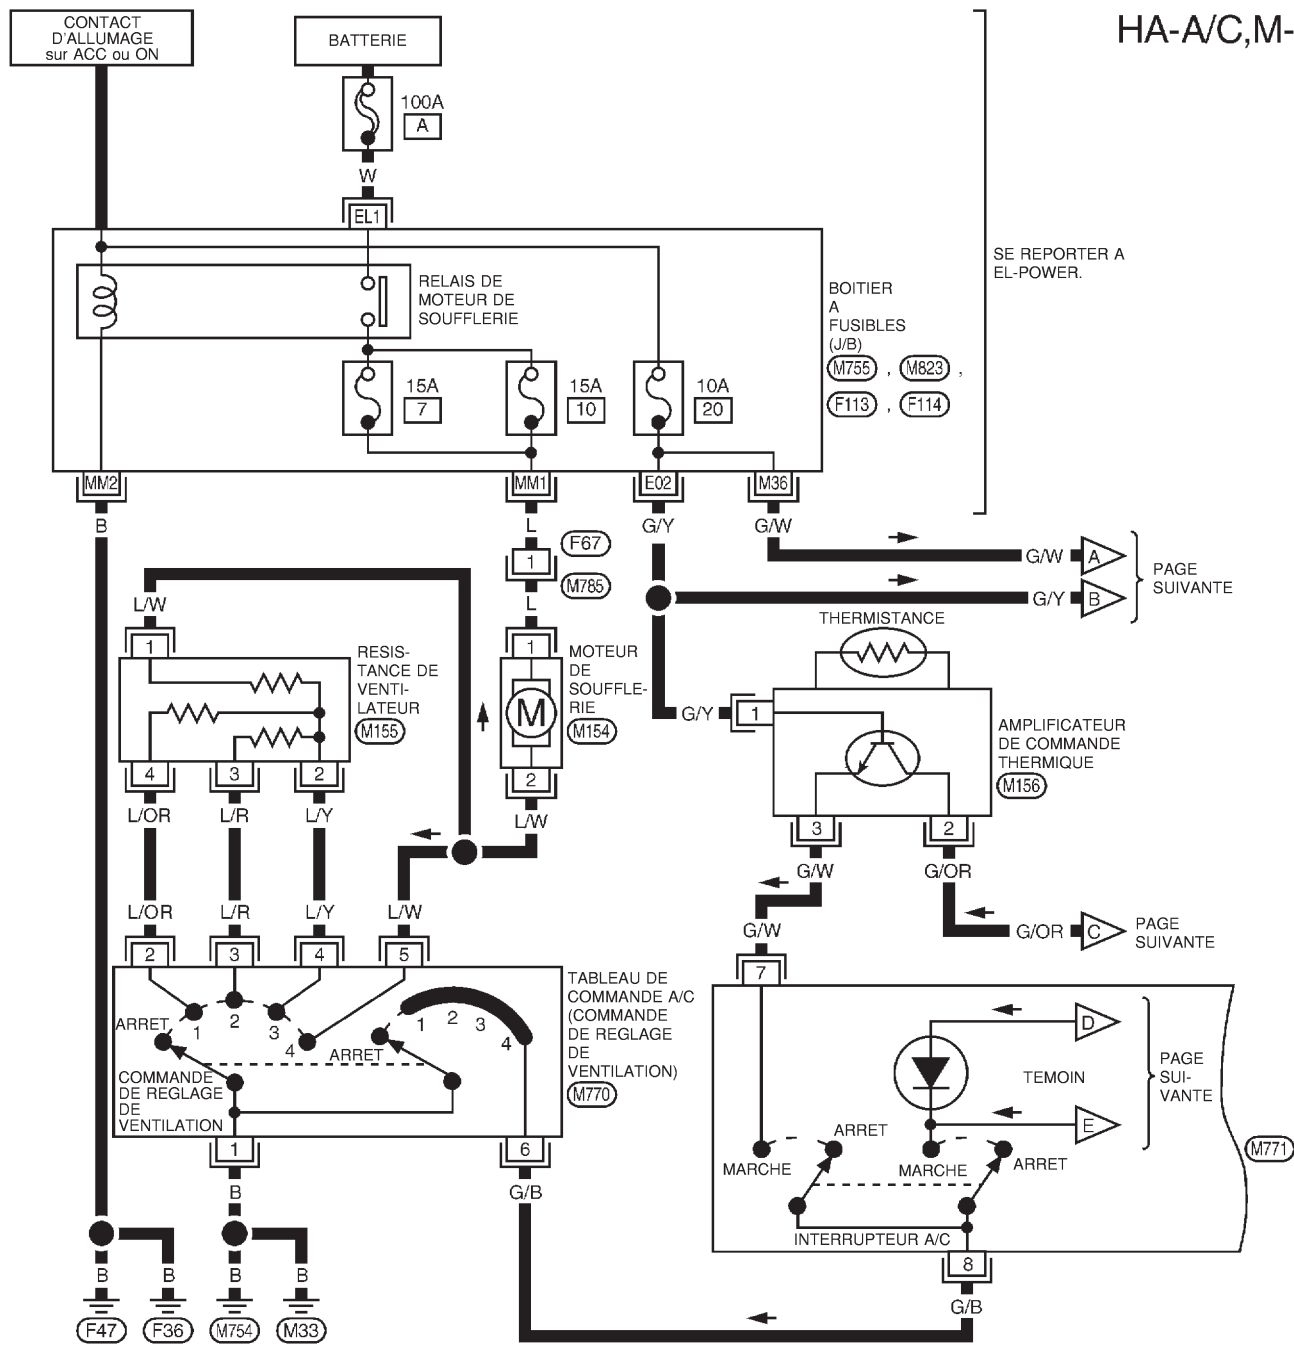 HA-A/C,M-
CONTACT
D'ALLUMAGE
sur ACC ou ON
BATTERIE
100A
A
W
EL1
SE REPORTER A
EL-POWER.
RELAIS DE
MOTEUR DE
SOUFFLERIE
BOITIER
A
FUSIBLES
(J/B)
M755 , M823 ,
F113 , F114
15A
7
15A
10
10A
20
MM2
MM1
E02
M36
B
L
G/Y
G/W
F67
1
M785
L
G/W
A
G/Y
B
PAGE
SUIVANTE
L/W
1
RESIS-
TANCE DE
VENTI-
LATEUR
M155
1
M
MOTEUR
DE
SOUFFLE-
RIE
M154
2
L/W
THERMISTANCE
G/Y
1
AMPLIFICATEUR
DE COMMANDE
THERMIQUE
M156
4
3
2
L/OR
L/R
L/Y
3
2
G/W
G/OR
L/OR
L/R
L/Y
L/W
G/W
G/OR
C
PAGE
SUIVANTE
2
3
4
5
7
TABLEAU DE
COMMANDE A/C
(COMMANDE
DE REGLAGE
DE
VENTILATION)
M770
ARRET
1
2
3
4
ARRET
1
2
3
4
COMMANDE
DE REGLAGE
DE
VENTILATION
1
6
D
TEMOIN
E
PAGE
SUI-
VANTE
MARCHE
ARRET
MARCHE
ARRET
M771
INTERRUPTEUR A/C
8
B
G/B
G/B
B
B
B
B
F47
F36
M754
M33